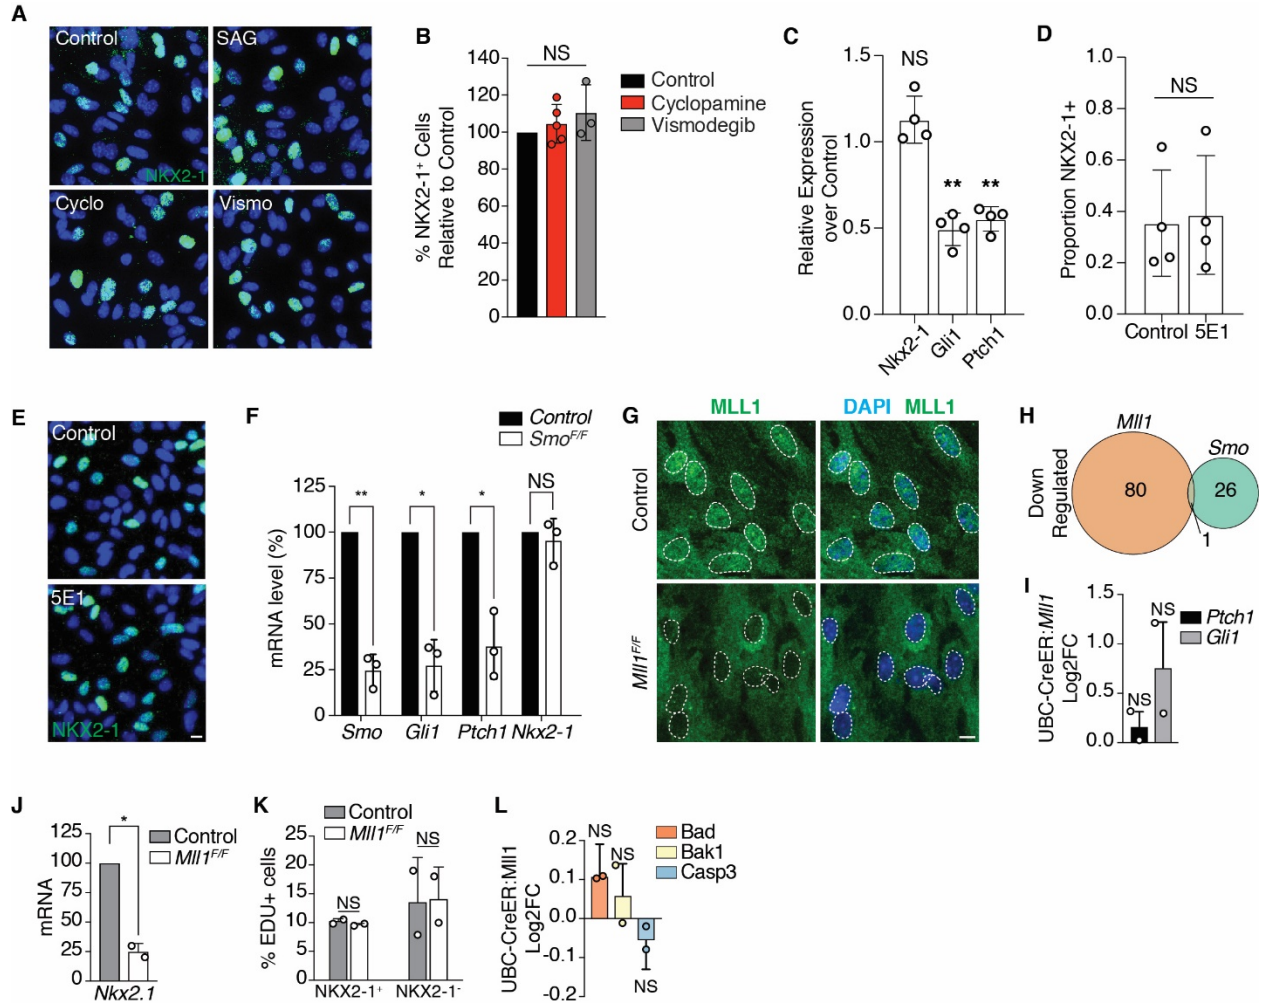 A
Control
SAG
NKX2-1
Cyclo
Vismo
B
% NKX2-1+ Cells
Relative to Control
140
120
100
80
60
40
20
0
NS
Control
Cyclopamine
Vismodegib
C
Relative Expression
over Control
1.5
1.0
0.5
0.0
NS
**
**
Nkx2-1
Gli1
Ptch1
D
Proportion NKX2-1+
1.0
0.8
0.6
0.4
0.2
0.0
NS
Control 5E1
E
Control
5E1
NKX2-1
F
Control
SmoF/F
mRNA level (%)
125
100
75
50
25
0
**
*
*
NS
Smo Gli1 Ptch1 Nkx2-1
G
MLL1
DAPI MLL1
Control
Mll1F/F
H
Mll1
Smo
Down
Regulated
80
26
1
I
UBC-CreER:Mll1
Log2FC
1.5
1.0
0.5
0.0
NS
NS
Ptch1
Gli1
J
mRNA
125
100
75
50
25
0
*
Control
Mll1F/F
Nkx2.1
K
Control
Mll1F/F
% EDU+ cells
25
20
15
10
5
0
NS
NS
NKX2-1+ NKX2-1-
L
UBC-CreER:Mll1
Log2FC
0.2
0.1
0.0
-0.1
-0.2
NS
NS
NS
Bad
Bak1
Casp3